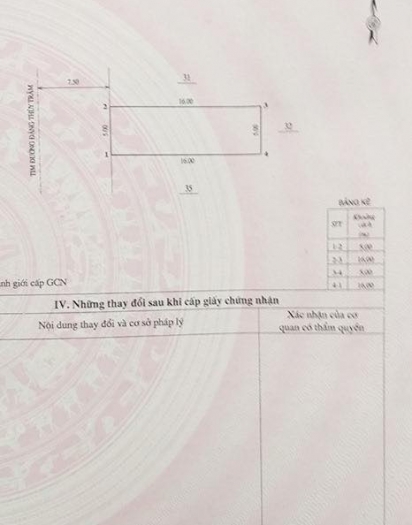 31
7.50
2
16.00
3
TIM ĐƯỜNG ĐẶNG THÙY TRÂM
5.00
5.00
32
1
16.00
4
35
BẢNG KÊ
STT
Khoảng cách (m)
1-2 5.00
2-3 16.00
3-4 5.00
4-1 16.00
nh giới cấp GCN
IV. Những thay đổi sau khi cấp giấy chứng nhận
Nội dung thay đổi và cơ sở pháp lý
Xác nhận của cơ
quan có thẩm quyền